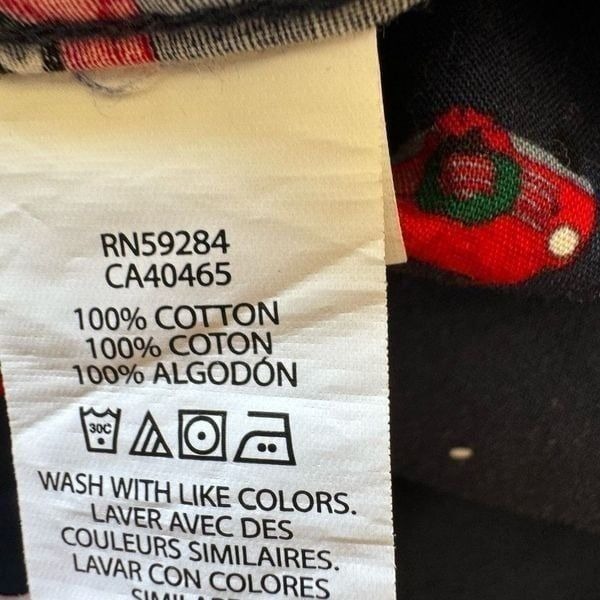 RN59284
CA40465
100% COTTON
100% COTON
100% ALGODÓN
30C
WASH WITH LIKE COLORS.
LAVER AVEC DES
COULEURS SIMILAIRES.
LAVAR CON COLORES